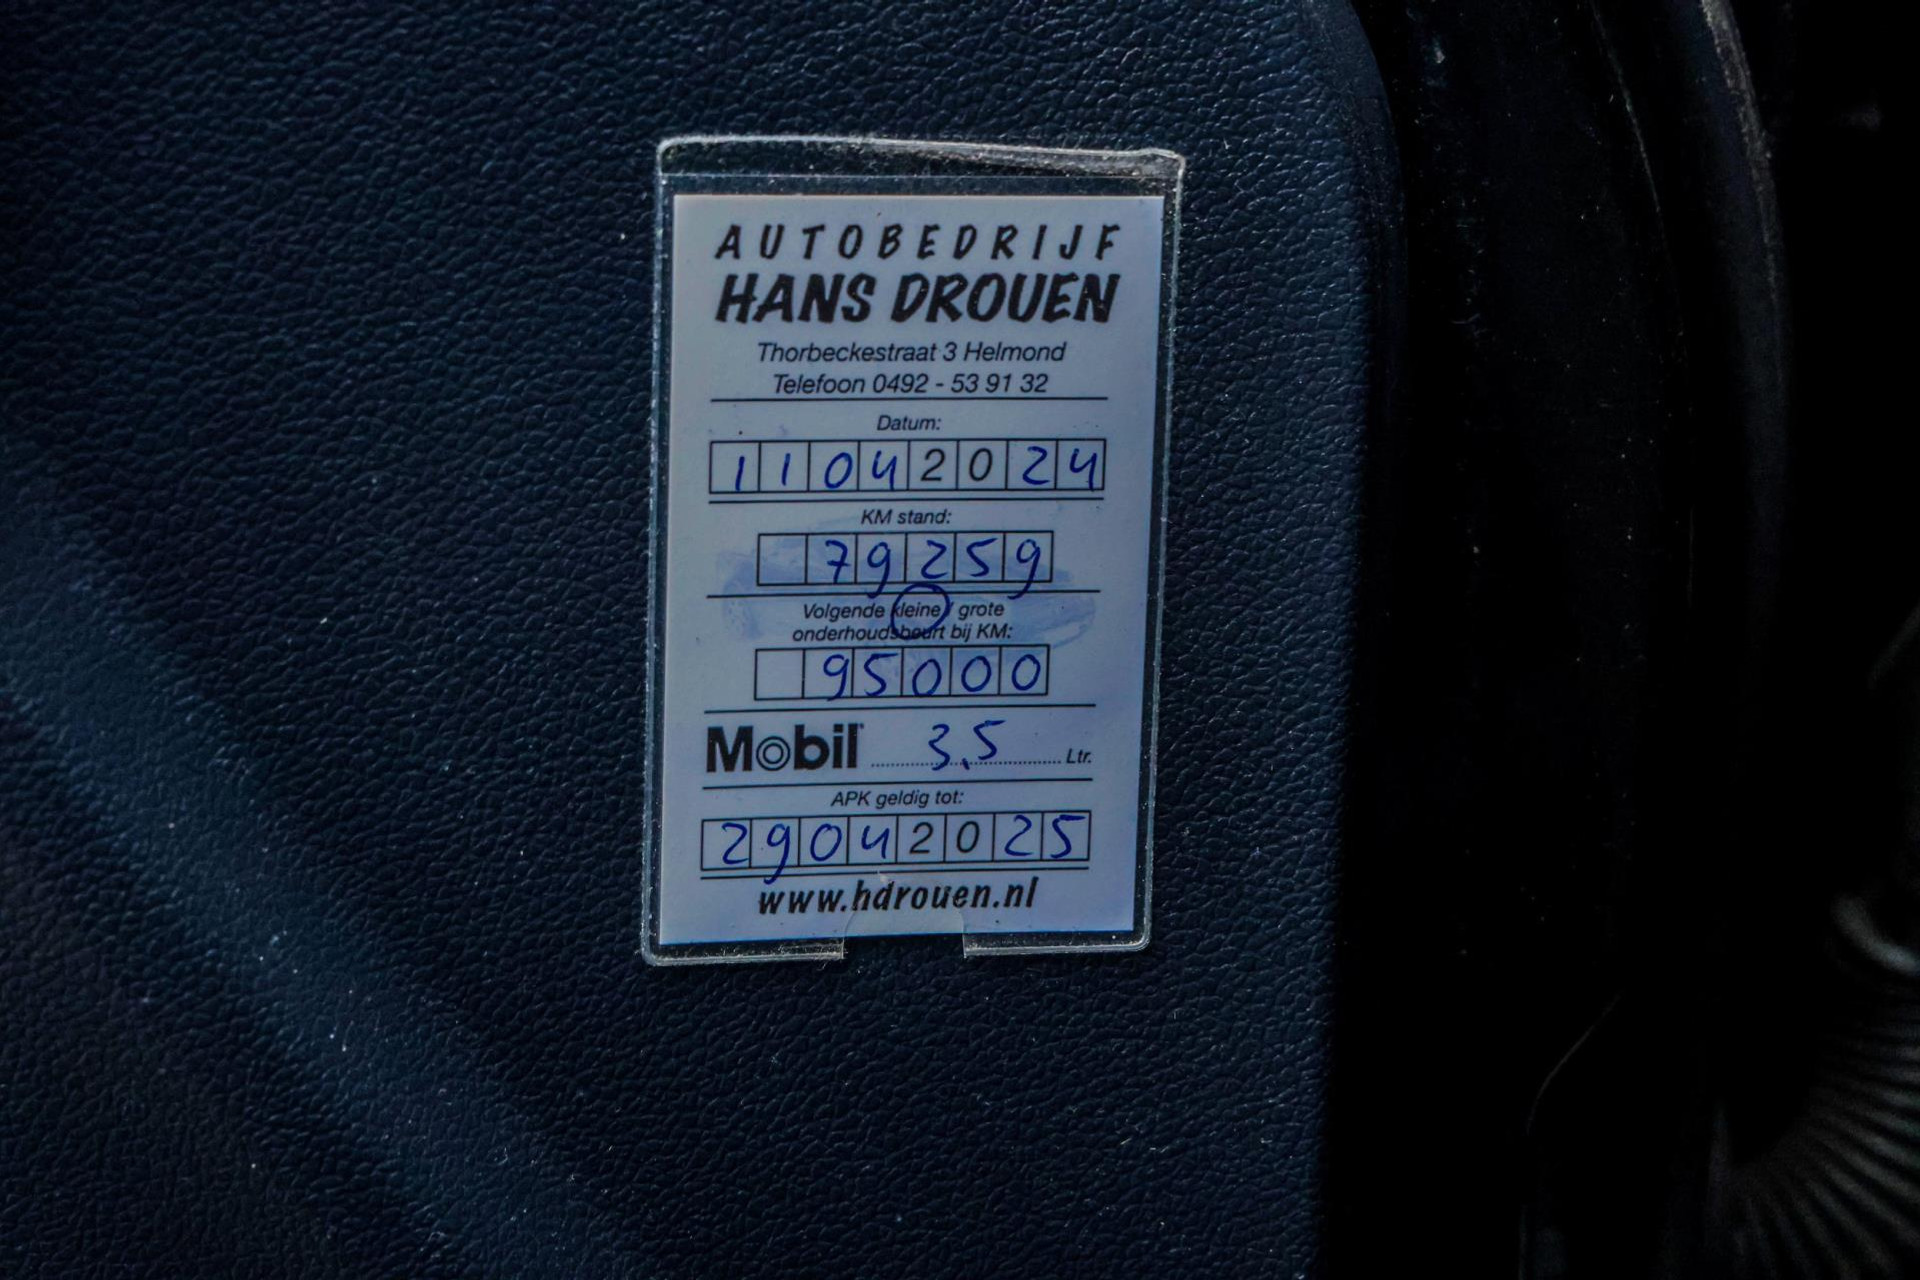 AUTOBEDRIJF
HANS DROUEN
Thorbeckestraat 3 Helmond
Telefoon 0492 - 53 91 32
Datum:
11042024
KM stand:
79259
Volgende kleine / grote
onderhoudsbeurt bij KM:
95000
Mobil 3,5 Ltr.
APK geldig tot:
29042025
www.hdrouen.nl